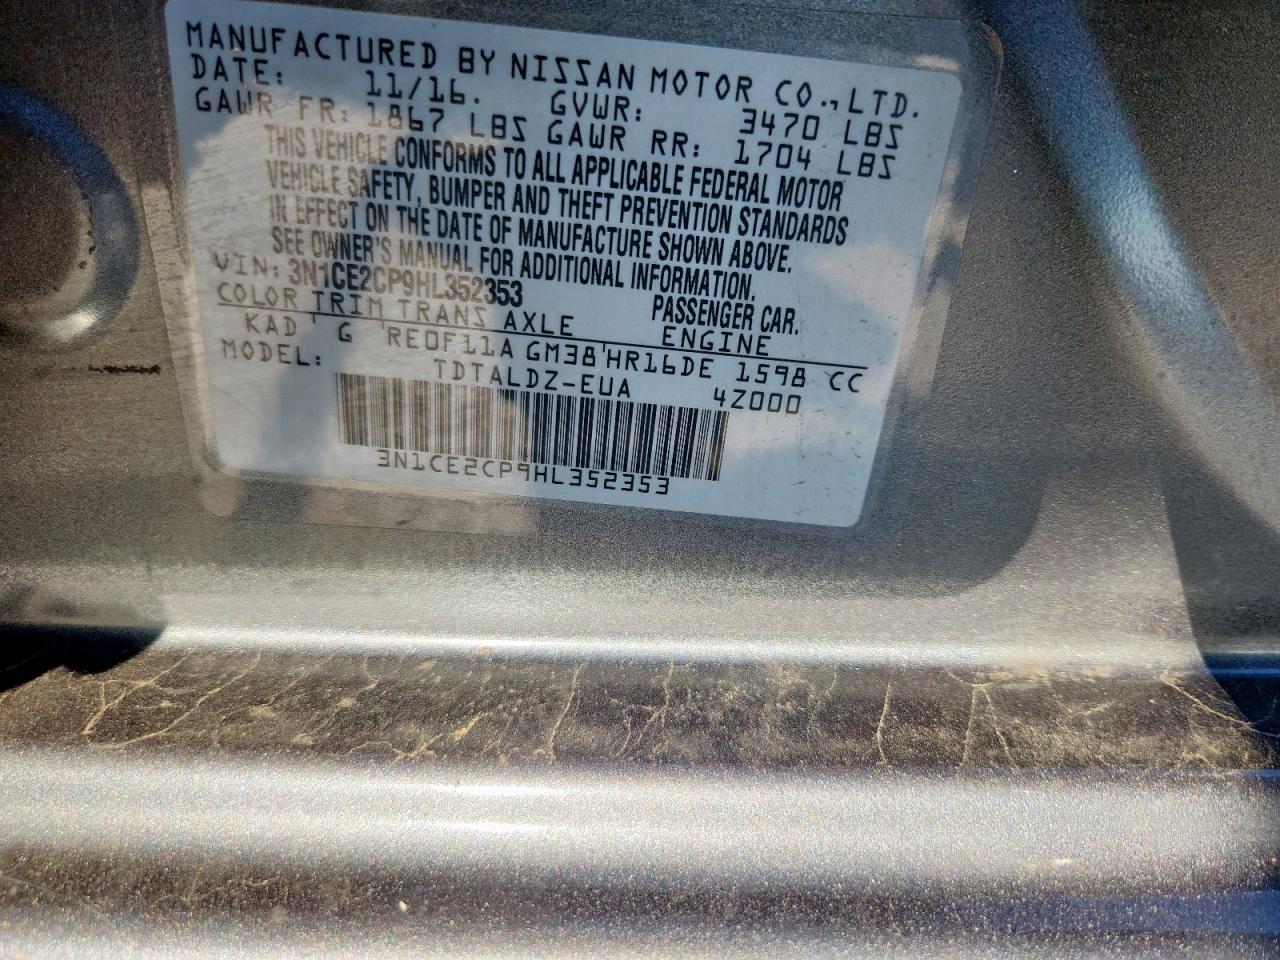 MANUFACTURED BY NISSAN MOTOR CO., LTD.
DATE: 11/16. GVWR: 3470 LBS
GAWR FR: 1867 LBS GAWR RR: 1704 LBS
THIS VEHICLE CONFORMS TO ALL APPLICABLE FEDERAL MOTOR
VEHICLE SAFETY, BUMPER AND THEFT PREVENTION STANDARDS
IN EFFECT ON THE DATE OF MANUFACTURE SHOWN ABOVE.
SEE OWNER'S MANUAL FOR ADDITIONAL INFORMATION.
VIN: 3N1CE2CP9HL352353 PASSENGER CAR.
COLOR TRIM TRANS AXLE ENGINE
KAD G RE0F11A GM38 HR16DE 1598 CC
MODEL: TDTALDZ-EUA 4Z000
3N1CE2CP9HL352353